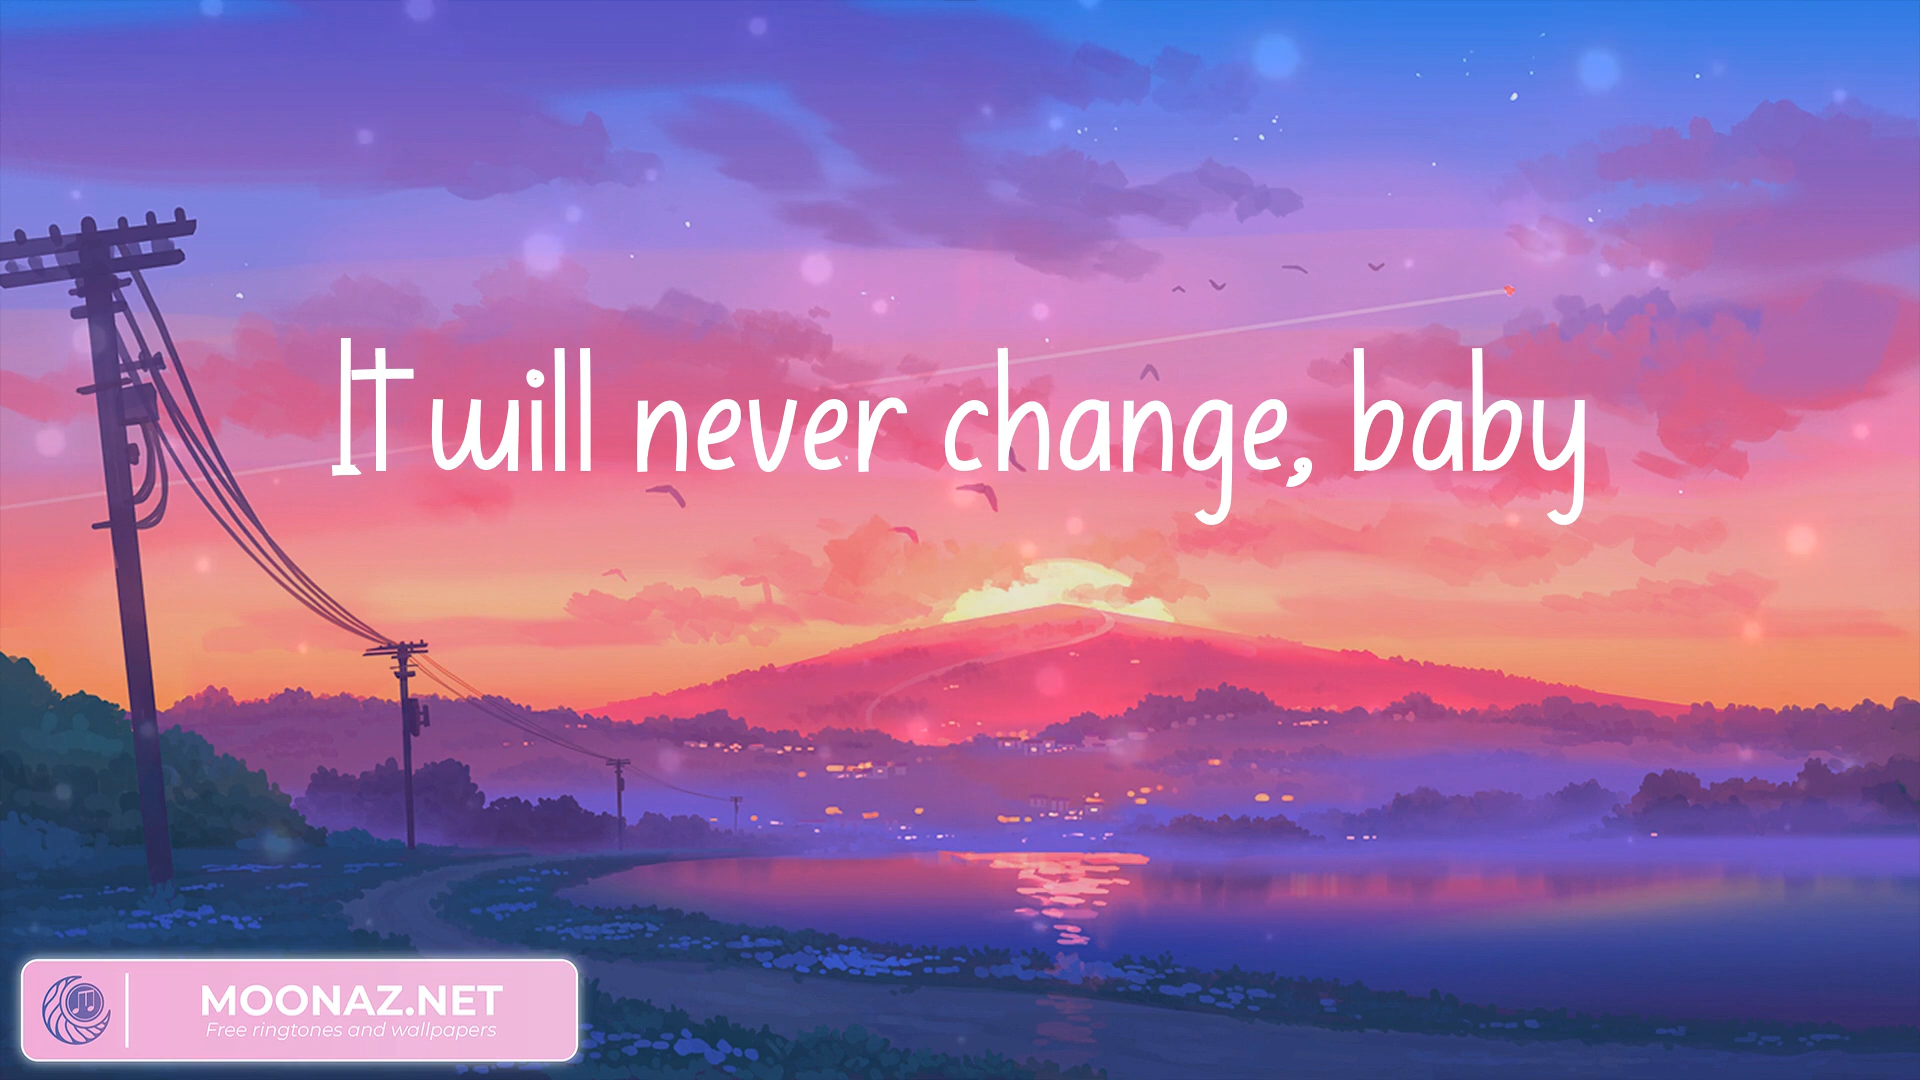 It will never change, baby
MOONAZ.NET
Free ringtones and wallpapers